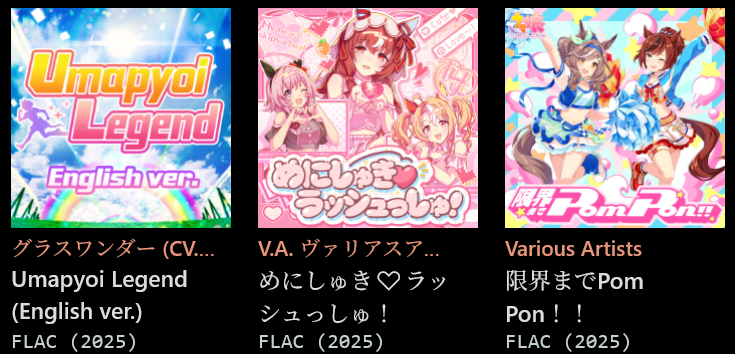 Umapyoi
Legend
English ver.
グラスワンダー (CV....
Umapyoi Legend
(English ver.)
FLAC (2025)
めにしゅき♡
ラッシュっしゅ!
V.A. ヴァリアスア...
めにしゅき♡ラッ
シュっしゅ！
FLAC (2025)
限界まで PomPon!!
Various Artists
限界までPom
Pon！！
FLAC (2025)